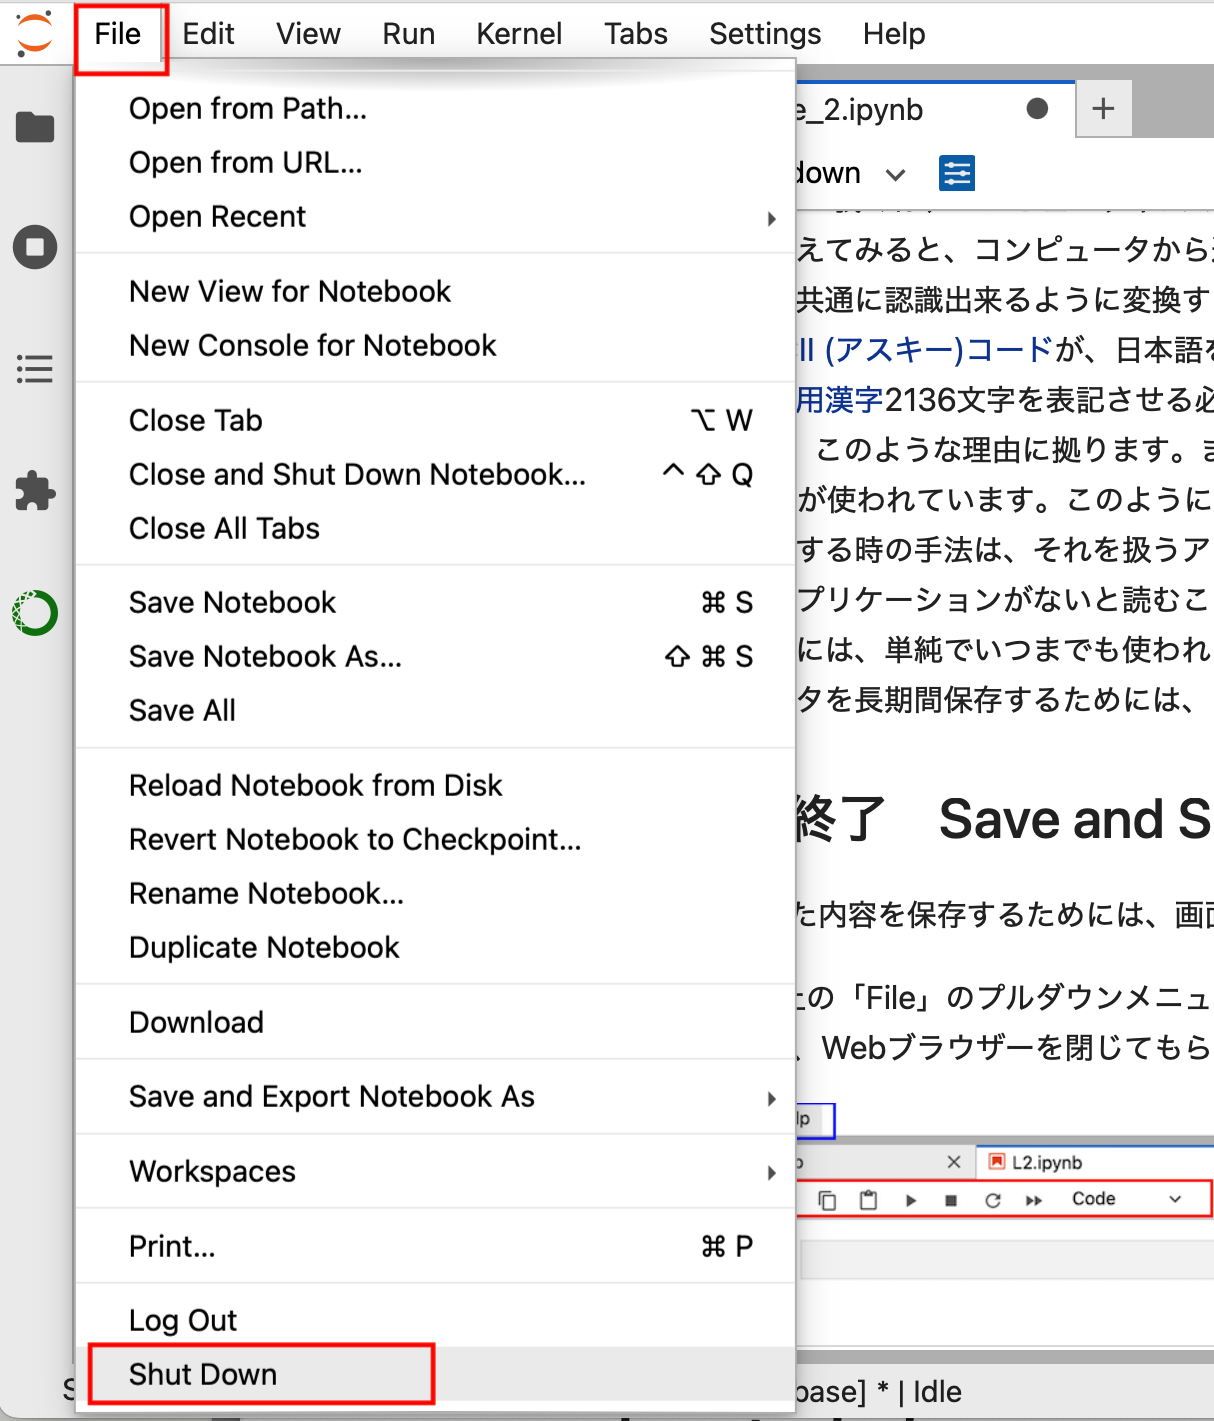 File Edit View Run Kernel Tabs Settings Help
Open from Path...
Open from URL...
Open Recent
New View for Notebook
New Console for Notebook
Close Tab ⌥ W
Close and Shut Down Notebook... ^ ⇧ Q
Close All Tabs
Save Notebook ⌘ S
Save Notebook As... ⇧ ⌘ S
Save All
Reload Notebook from Disk
Revert Notebook to Checkpoint...
Rename Notebook...
Duplicate Notebook
Download
Save and Export Notebook As
Workspaces
Print... ⌘ P
Log Out
Shut Down
e_2.ipynb
down
えてみると、コンピュータから
共通に認識出来るように変換す
II (アスキー)コードが、日本語を
用漢字2136文字を表記させる必
このような理由に拠ります。ま
が使われています。このように
する時の手法は、それを扱うア
プリケーションがないと読むこ
には、単純でいつまでも使われ
タを長期間保存するためには、
終了 Save and S
た内容を保存するためには、画面
上の「File」のプルダウンメニュ
、Webブラウザーを閉じてもら
lp
L2.ipynb
Code
base] * | Idle